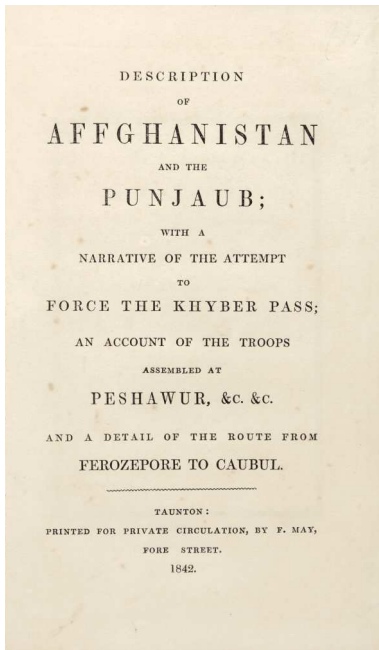 DESCRIPTION
OF
AFFGHANISTAN
AND THE
PUNJAUB;
WITH A
NARRATIVE OF THE ATTEMPT
TO
FORCE THE KHYBER PASS;
AN ACCOUNT OF THE TROOPS
ASSEMBLED AT
PESHAWUR, &c. &c.
AND A DETAIL OF THE ROUTE FROM
FEROZEPORE TO CAUBUL.
TAUNTON:
PRINTED FOR PRIVATE CIRCULATION, BY F. MAY,
FORE STREET.
1842.